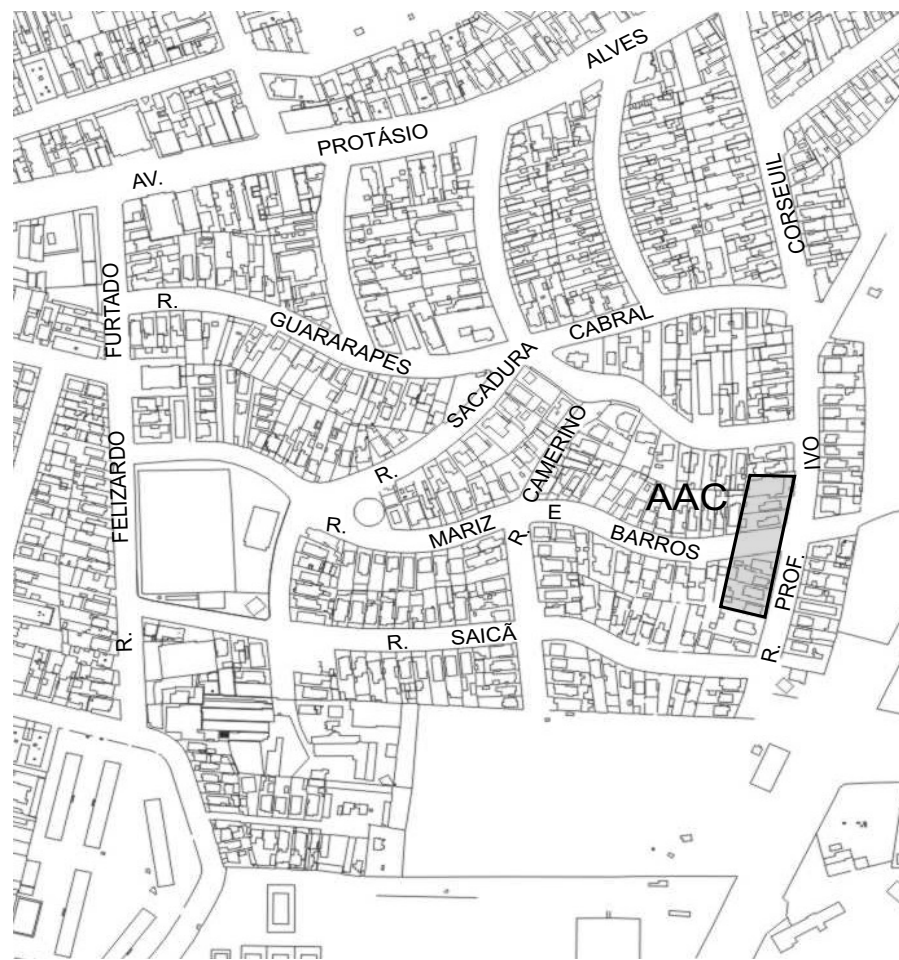 AV. PROTÁSIO ALVES
R. GUARARAPES
R. SACADURA CABRAL
CAMERINO
R. MARIZ E BARROS
R.
R. SAICÃ
R. FELIZARDO FURTADO
R. PROF. IVO CORSEUIL
AAC